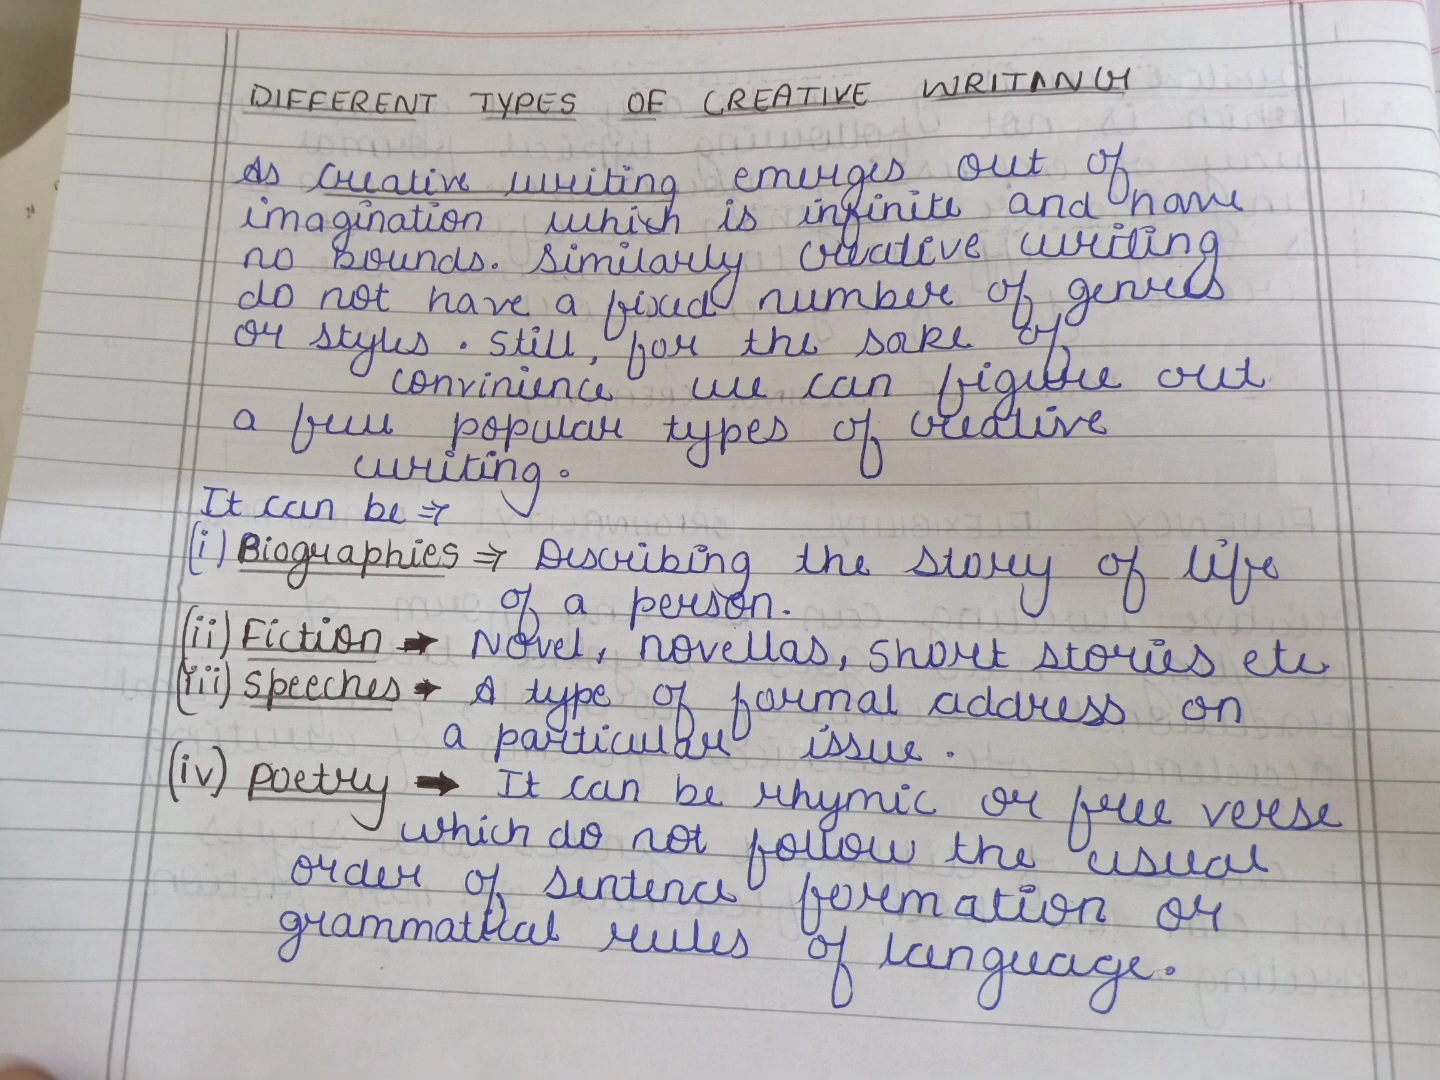 DIFFERENT TYPES OF CREATIVE WRITANG
As creative writing emerges out of
imagination which is infinite and have
no bounds. Similarly creative writing
do not have a fixed number of genres
or styles. Still, for the sake of
convinience we can figure out
a few popular types of creative
writing.
It can be ⇒
(i) Biographies ⇒ Describing the story of life
of a person.
(ii) Fiction → Novel, novellas, short stories etc
(iii) Speeches → A type of formal address on
a particular issue.
(iv) Poetry → It can be rhymic or free verse
which do not follow the usual
order of sentence formation or
grammatical rules of language.